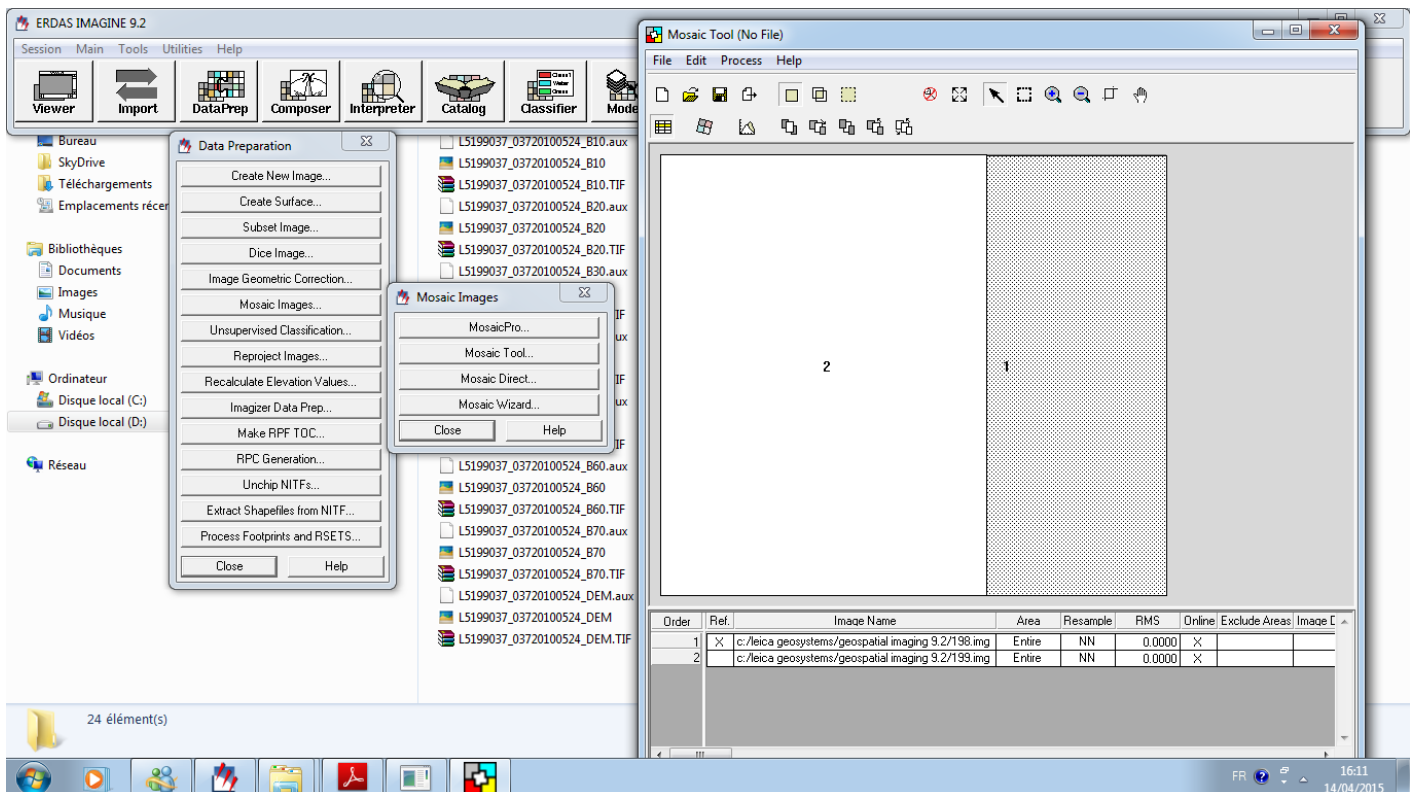 ERDAS IMAGINE 9.2
Session Main Tools Utilities Help
Viewer Import DataPrep Composer Interpreter Catalog Classifier Mode
Bureau
SkyDrive
Téléchargements
Emplacements récer
Bibliothèques
Documents
Images
Musique
Vidéos
Ordinateur
Disque local (C:)
Disque local (D:)
Réseau
Data Preparation
Create New Image...
Create Surface...
Subset Image...
Dice Image...
Image Geometric Correction...
Mosaic Images...
Unsupervised Classification...
Reproject Images...
Recalculate Elevation Values...
Imagizer Data Prep...
Make RPF TOC...
RPC Generation...
Unchip NITFs...
Extract Shapefiles from NITF...
Process Footprints and RSETS...
Close Help
L5199037_03720100524_B10.aux
L5199037_03720100524_B10
L5199037_03720100524_B10.TIF
L5199037_03720100524_B20.aux
L5199037_03720100524_B20
L5199037_03720100524_B20.TIF
L5199037_03720100524_B30.aux
TIF
ux
TIF
ux
TIF
L5199037_03720100524_B60.aux
L5199037_03720100524_B60
L5199037_03720100524_B60.TIF
L5199037_03720100524_B70.aux
L5199037_03720100524_B70
L5199037_03720100524_B70.TIF
L5199037_03720100524_DEM.aux
L5199037_03720100524_DEM
L5199037_03720100524_DEM.TIF
Mosaic Images
MosaicPro...
Mosaic Tool...
Mosaic Direct...
Mosaic Wizard...
Close Help
Mosaic Tool (No File)
File Edit Process Help
2 1
Order Ref. Image Name Area Resample RMS Online Exclude Areas Image D
1 X c:/leica geosystems/geospatial imaging 9.2/198.img Entire NN 0.0000 X
2 c:/leica geosystems/geospatial imaging 9.2/199.img Entire NN 0.0000 X
24 élément(s)
FR 16:11
14/04/2015